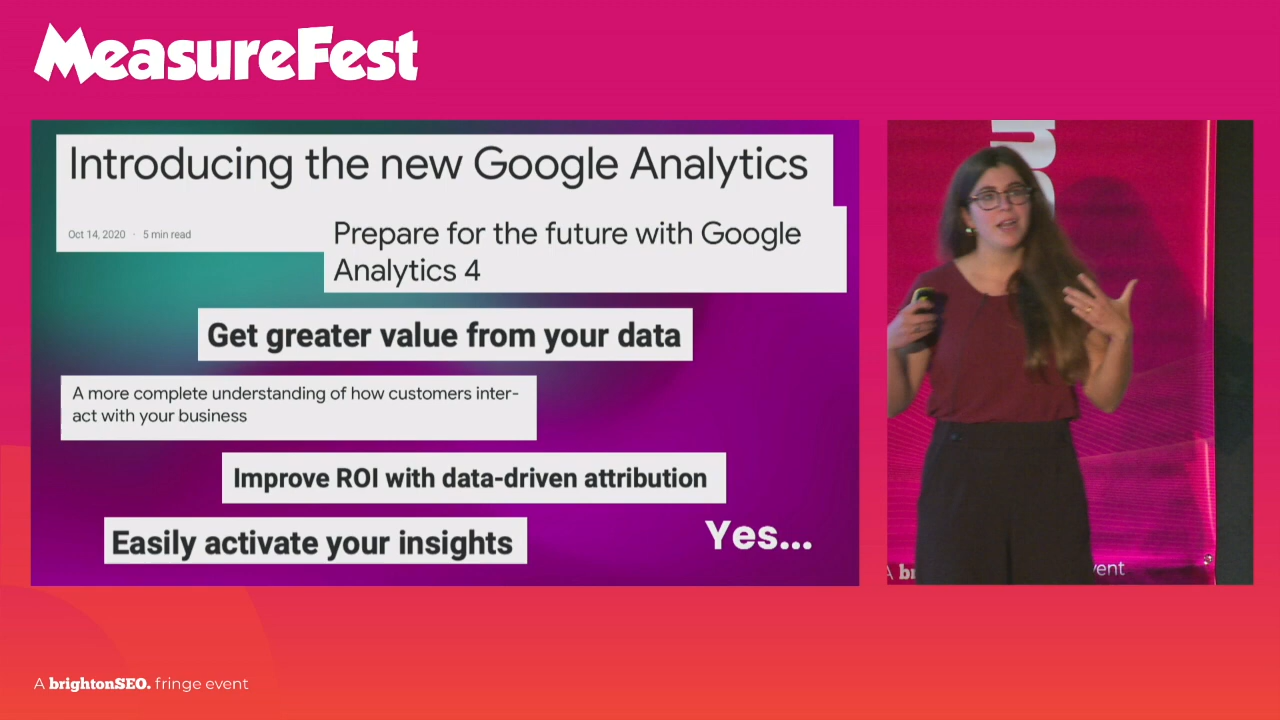 MeasureFest
Introducing the new Google Analytics
Oct 14, 2020 · 5 min read
Prepare for the future with Google
Analytics 4
Get greater value from your data
A more complete understanding of how customers inter-
act with your business
Improve ROI with data-driven attribution
Easily activate your insights
Yes...
A brightonSEO. fringe event